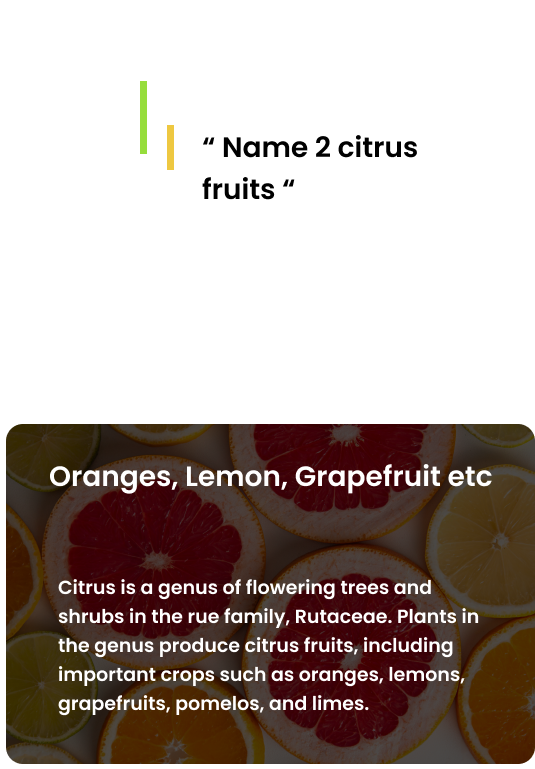 “ Name 2 citrus
fruits “
Oranges, Lemon, Grapefruit etc
Citrus is a genus of flowering trees and
shrubs in the rue family, Rutaceae. Plants in
the genus produce citrus fruits, including
important crops such as oranges, lemons,
grapefruits, pomelos, and limes.